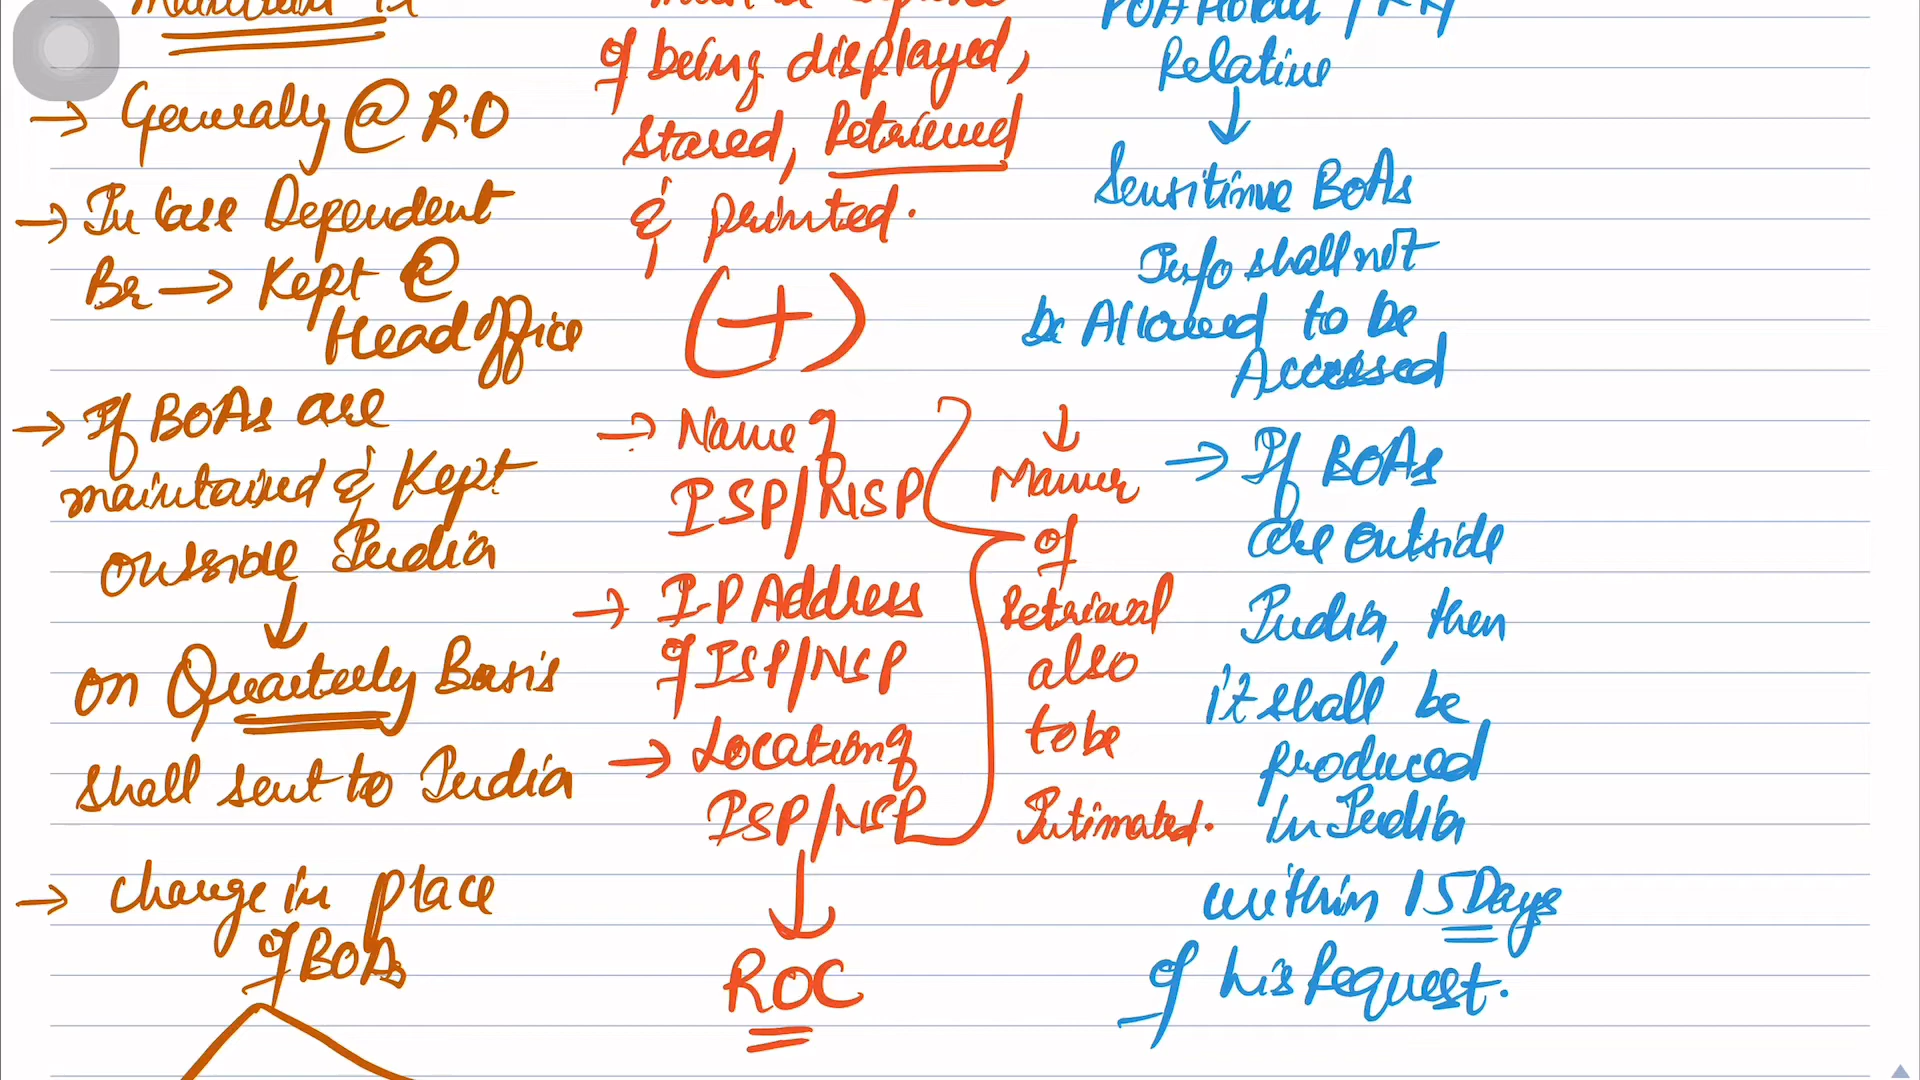 → Generally @ R.O
→ In Case Dependent
Br → Kept @
Head office
→ If BOAs are
maintained & Kept
outside India
↓
on Quarterly Basis
shall sent to India
→ change in place
of BOAs
of being displayed,
stored, Retrieved
& printed.
(+)
→ Name of
ISP/NSP
→ I-P Address
of ISP/NSP
→ Location of
ISP/NSP
↓
ROC
↓
Manner
of
Retrieval
also
to be
Intimated.
Relative
↓
Sensitive BOAs
Info shall not
be Allowed to be
Accessed
→ If BOAs
are outside
India, then
it shall be
produced
in India
within 15 Days
of his Request.